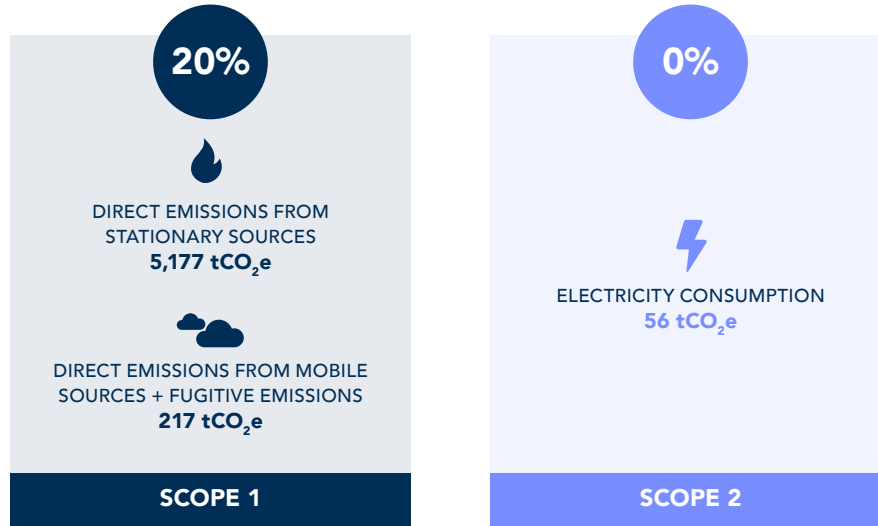 20%
DIRECT EMISSIONS FROM
STATIONARY SOURCES
5,177 tCO₂e
DIRECT EMISSIONS FROM MOBILE
SOURCES + FUGITIVE EMISSIONS
217 tCO₂e
SCOPE 1
0%
ELECTRICITY CONSUMPTION
56 tCO₂e
SCOPE 2